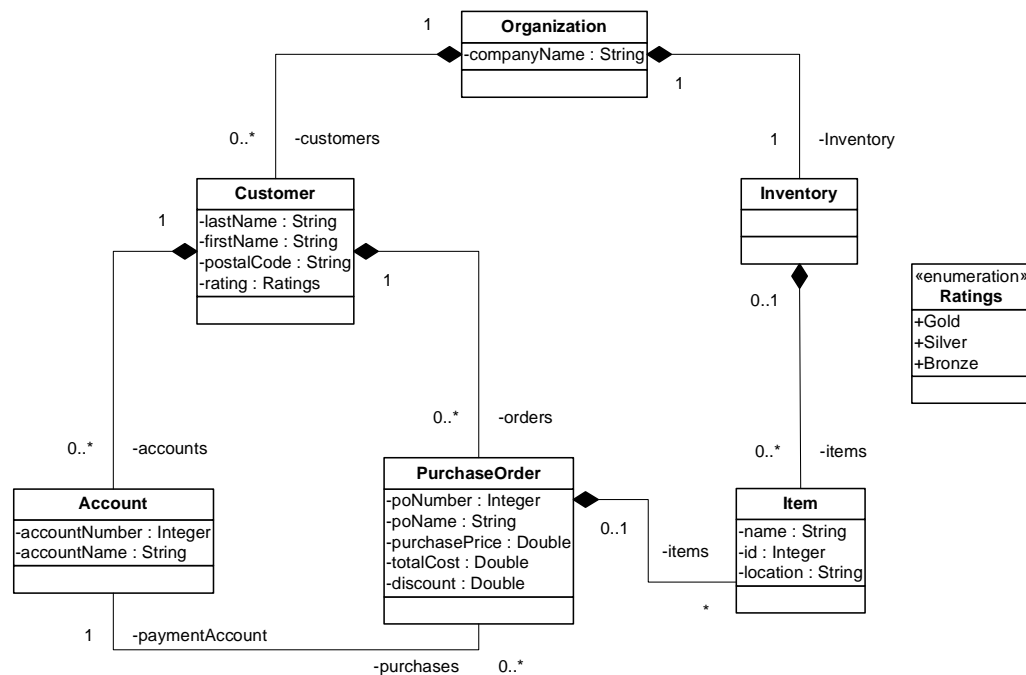 Organization
-companyName : String
1
1
0..*
-customers
1
-Inventory
Customer
-lastName : String
-firstName : String
-postalCode : String
-rating : Ratings
Inventory
1
1
0..1
«enumeration»
Ratings
+Gold
+Silver
+Bronze
0..*
-accounts
0..*
-orders
0..*
-items
Account
-accountNumber : Integer
-accountName : String
PurchaseOrder
-poNumber : Integer
-poName : String
-purchasePrice : Double
-totalCost : Double
-discount : Double
0..1
-items
*
Item
-name : String
-id : Integer
-location : String
1
-paymentAccount
-purchases
0..*